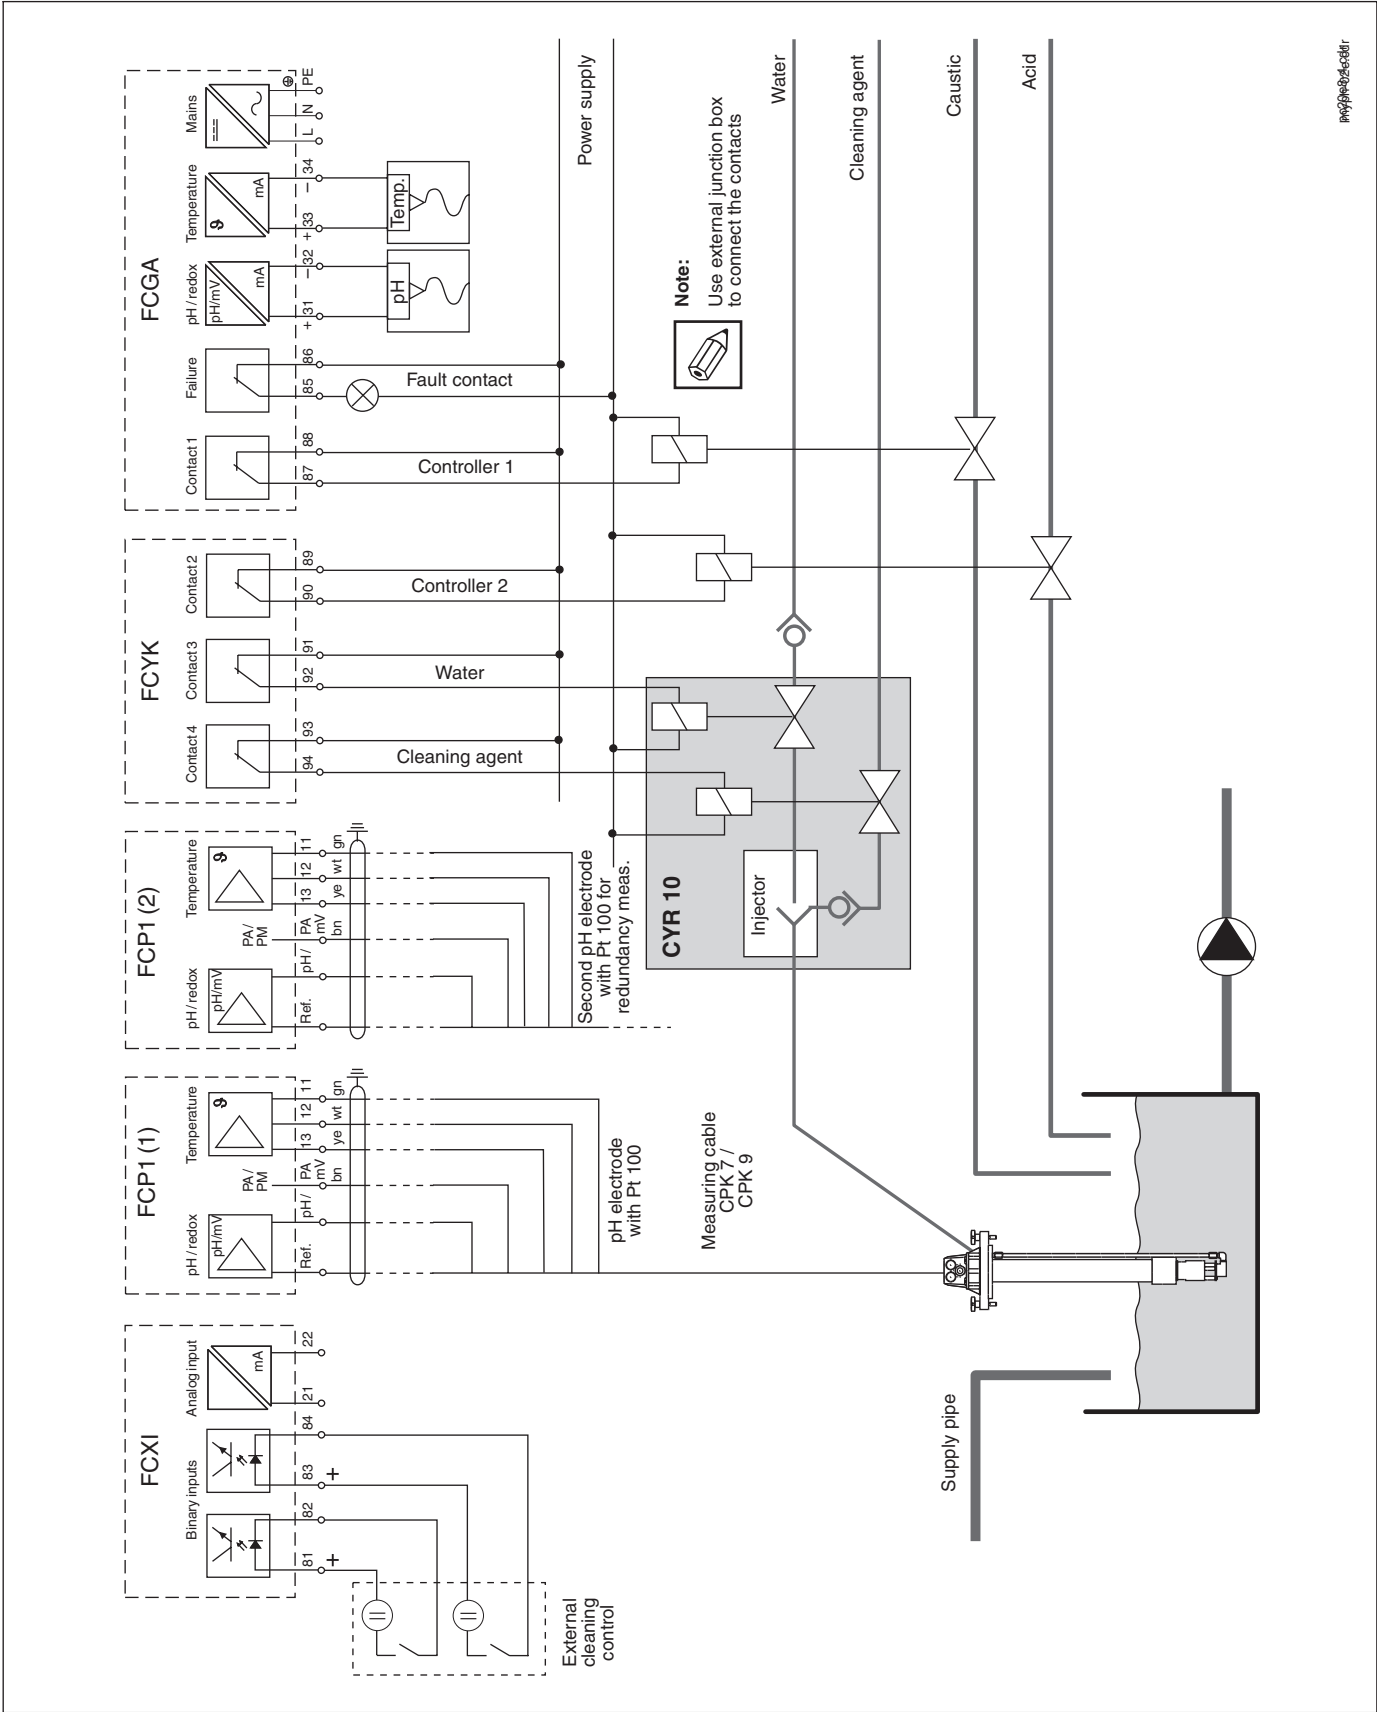 FCXI
Binary inputs
Analog input
mA
81
82
83
84
21
22
+
+
External
cleaning
control
FCP1 (1)
pH / redox
PA /
PM
Temperature
pH/mV
ϑ
Ref.
pH /
PA
mV
13
12
11
bn
ye
wt
gn
pH electrode
with Pt 100
Measuring cable
CPK 7 /
CPK 9
FCP1 (2)
pH / redox
PA /
PM
Temperature
pH/mV
ϑ
Ref.
pH /
PA
mV
13
12
11
bn
ye
wt
gn
Second pH electrode
with Pt 100 for
redundancy meas.
FCYK
Contact 4
Contact 3
Contact 2
94
93
92
91
90
89
Cleaning agent
Water
Controller 2
FCGA
Contact 1
Failure
pH / redox
Temperature
Mains
pH/mV
mA
ϑ
mA
87
88
85
86
+ 31
– 32
+ 33
– 34
L
N
PE
Controller 1
Fault contact
pH
Temp.
Power supply
CYR 10
Injector
Note:
Use external junction box
to connect the contacts
Water
Cleaning agent
Caustic
Acid
Supply pipe